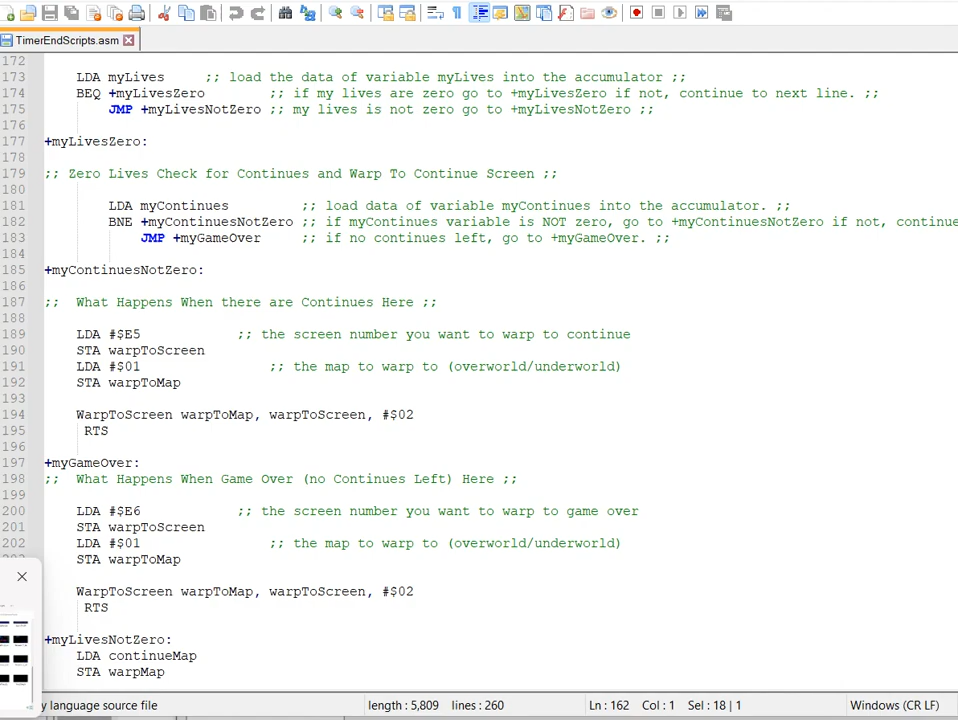 TimerEndScripts.asm
172
173 LDA myLives ;; load the data of variable myLives into the accumulator ;;
174 BEQ +myLivesZero ;; if my lives are zero go to +myLivesZero if not, continue to next line. ;;
175 JMP +myLivesNotZero ;; my lives is not zero go to +myLivesNotZero ;;
176
177 +myLivesZero:
178
179 ;; Zero Lives Check for Continues and Warp To Continue Screen ;;
180
181 LDA myContinues ;; load data of variable myContinues into the accumulator. ;;
182 BNE +myContinuesNotZero ;; if myContinues variable is NOT zero, go to +myContinuesNotZero if not, continue
183 JMP +myGameOver ;; if no continues left, go to +myGameOver. ;;
184
185 +myContinuesNotZero:
186
187 ;; What Happens When there are Continues Here ;;
188
189 LDA #$E5 ;; the screen number you want to warp to continue
190 STA warpToScreen
191 LDA #$01 ;; the map to warp to (overworld/underworld)
192 STA warpToMap
193
194 WarpToScreen warpToMap, warpToScreen, #$02
195 RTS
196
197 +myGameOver:
198 ;; What Happens When Game Over (no Continues Left) Here ;;
199
200 LDA #$E6 ;; the screen number you want to warp to game over
201 STA warpToScreen
202 LDA #$01 ;; the map to warp to (overworld/underworld)
STA warpToMap
WarpToScreen warpToMap, warpToScreen, #$02
RTS
+myLivesNotZero:
LDA continueMap
STA warpMap
y language source file length : 5,809 lines : 260 Ln : 162 Col : 1 Sel : 18 | 1 Windows (CR LF)